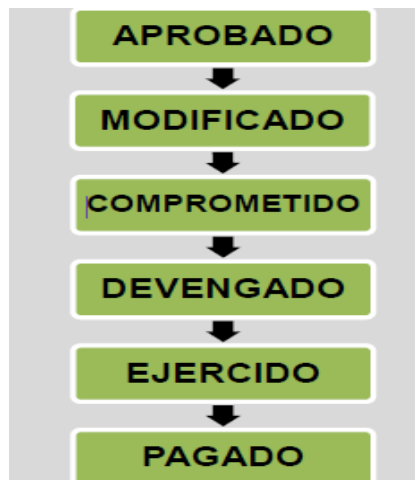 APROBADO
MODIFICADO
COMPROMETIDO
DEVENGADO
EJERCIDO
PAGADO